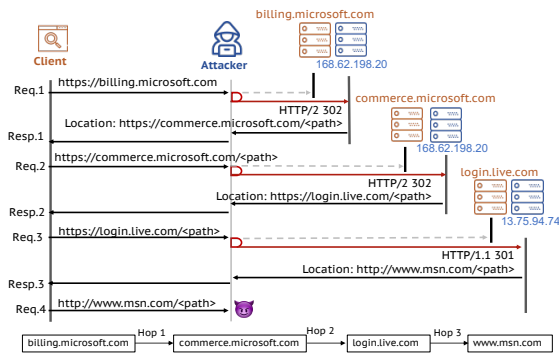 billing.microsoft.com
Client
Attacker
168.62.198.20
Req.1
https://billing.microsoft.com
HTTP/2 302
commerce.microsoft.com
Location: https://commerce.microsoft.com/<path>
Resp.1
168.62.198.20
Req.2
https://commerce.microsoft.com/<path>
HTTP/2 302
login.live.com
Location: https://login.live.com/<path>
Resp.2
13.75.94.74
Req.3
https://login.live.com/<path>
HTTP/1.1 301
Location: http://www.msn.com/<path>
Resp.3
Req.4
http://www.msn.com/<path>
billing.microsoft.com
Hop 1
commerce.microsoft.com
Hop 2
login.live.com
Hop 3
www.msn.com